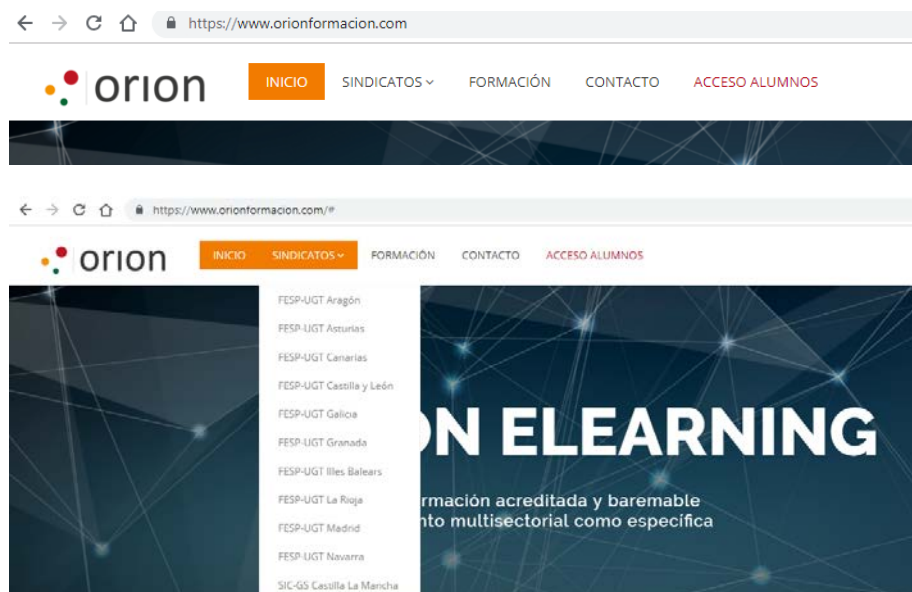 https://www.orionformacion.com
orion INICIO SINDICATOS FORMACIÓN CONTACTO ACCESO ALUMNOS
https://www.orionformacion.com/#
orion INICIO SINDICATOS FORMACIÓN CONTACTO ACCESO ALUMNOS
FESP-UGT Aragón
FESP-UGT Asturias
FESP-UGT Canarias
FESP-UGT Castilla y León
FESP-UGT Galicia
ON ELEARNING
FESP-UGT Granada
FESP-UGT Illes Balears
FESP-UGT La Rioja
rmación acreditada y baremable
nto multisectorial como específica
FESP-UGT Madrid
FESP-UGT Navarra
SIC-GS Castilla La Mancha